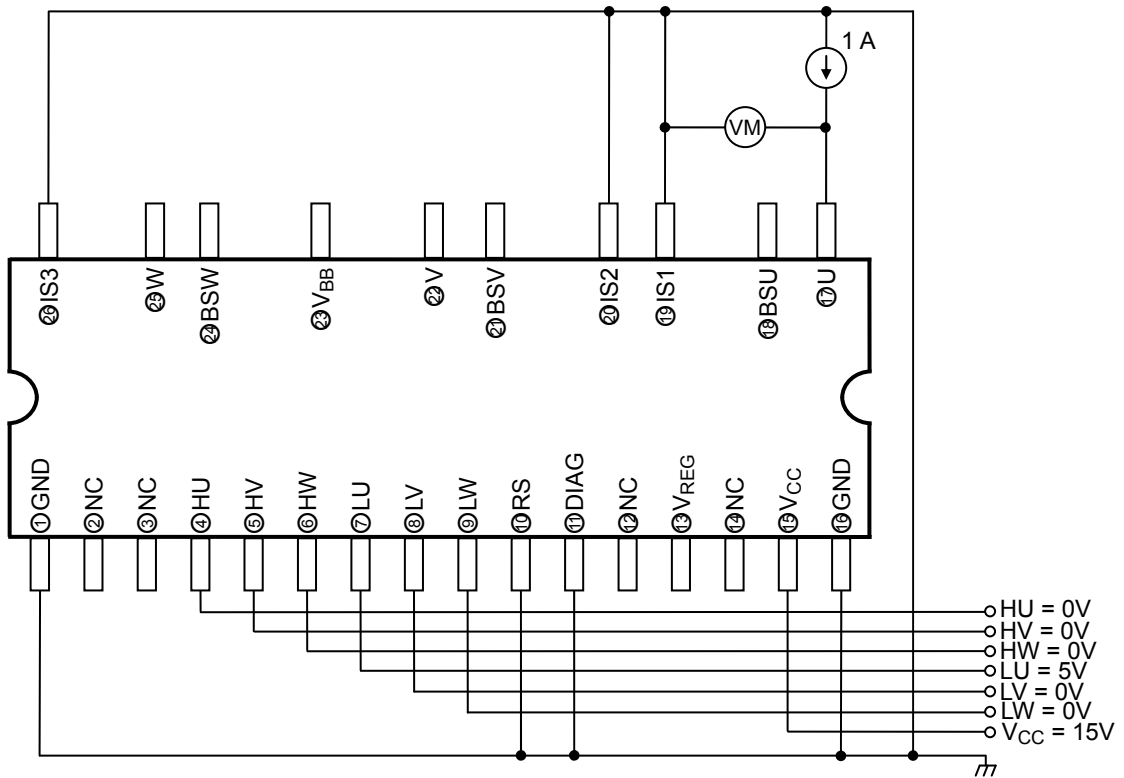 1 A
VM
㉖IS3
㉕W
㉔BSW
㉓VBB
㉒V
㉑BSV
⑳IS2
⑲IS1
⑱BSU
⑰U
①GND
②NC
③NC
④HU
⑤HV
⑥HW
⑦LU
⑧LV
⑨LW
⑩RS
⑪DIAG
⑫NC
⑬VREG
⑭NC
⑮VCC
⑯GND
HU = 0V
HV = 0V
HW = 0V
LU = 5V
LV = 0V
LW = 0V
VCC = 15V